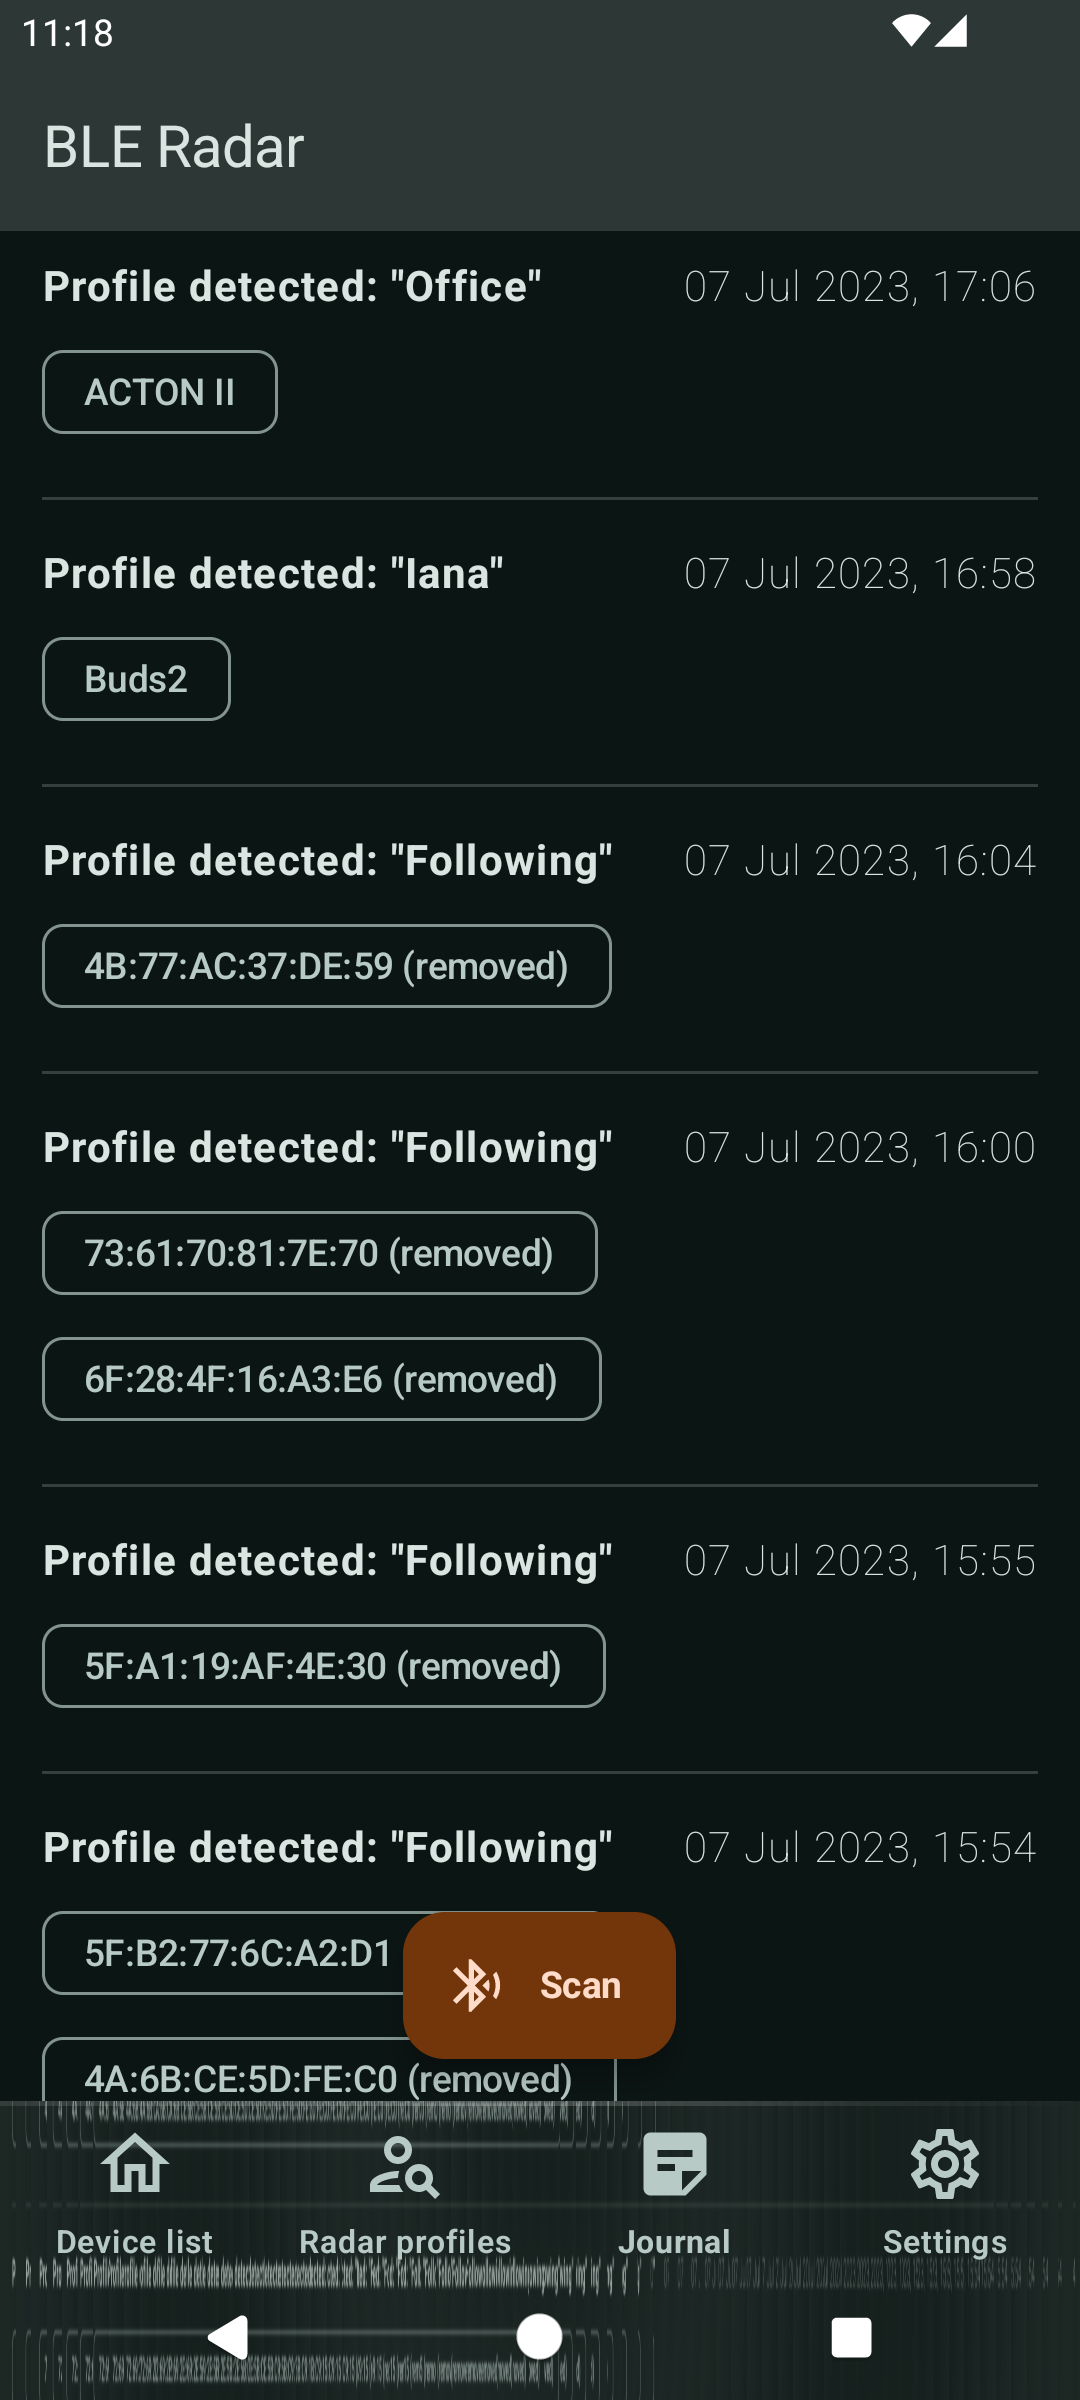 11:18
BLE Radar
Profile detected: "Office" 07 Jul 2023, 17:06
ACTON II
Profile detected: "Iana" 07 Jul 2023, 16:58
Buds2
Profile detected: "Following" 07 Jul 2023, 16:04
4B:77:AC:37:DE:59 (removed)
Profile detected: "Following" 07 Jul 2023, 16:00
73:61:70:81:7E:70 (removed)
6F:28:4F:16:A3:E6 (removed)
Profile detected: "Following" 07 Jul 2023, 15:55
5F:A1:19:AF:4E:30 (removed)
Profile detected: "Following" 07 Jul 2023, 15:54
5F:B2:77:6C:A2:D1
Scan
4A:6B:CE:5D:FE:C0 (removed)
Device list Radar profiles Journal Settings